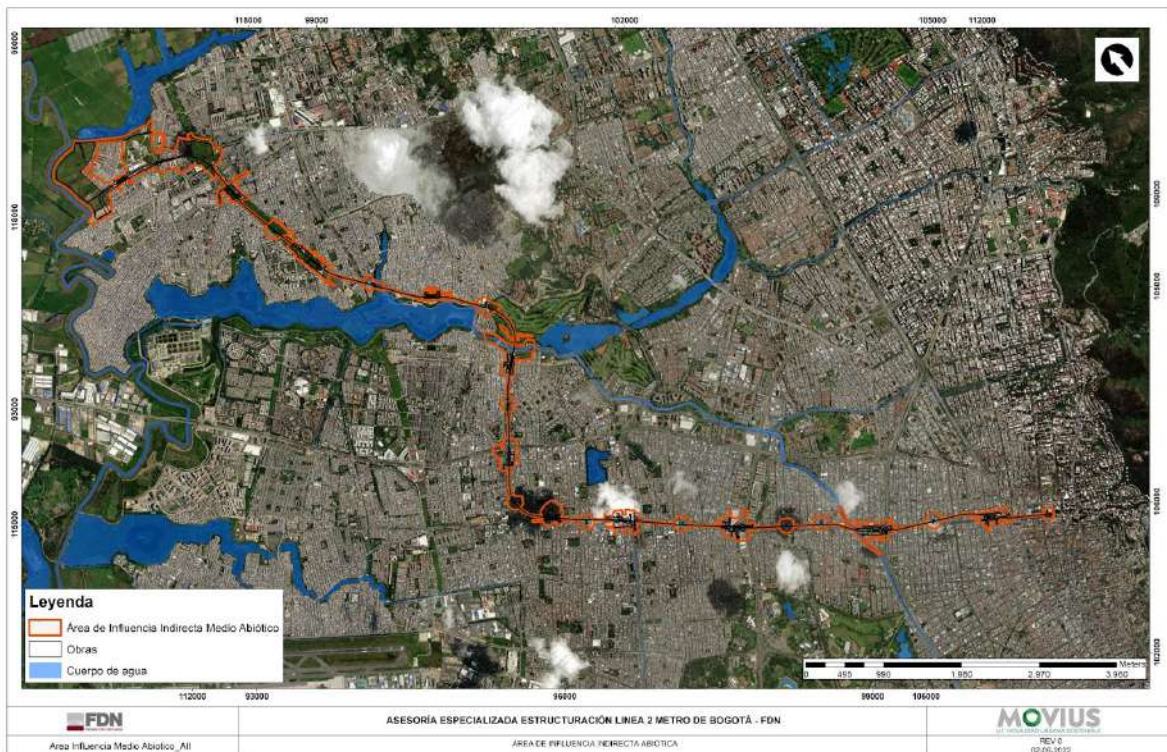 118000 99000 102000 105000 112000
96000
109000
118000
105000
93000
106000
115000
102000
Leyenda
Área de Influencia Indirecta Medio Abiótico
Obras
Cuerpo de agua
Meters
0 495 990 1.980 2.970 3.960
112000 93000 96000 99000 106000
FDN
ASESORÍA ESPECIALIZADA ESTRUCTURACIÓN LINEA 2 METRO DE BOGOTÁ - FDN
MOVIUS
Area Influencia Medio Abiotico_AII
ÁREA DE INFLUENCIA INDIRECTA ABIÓTICA
REV 0